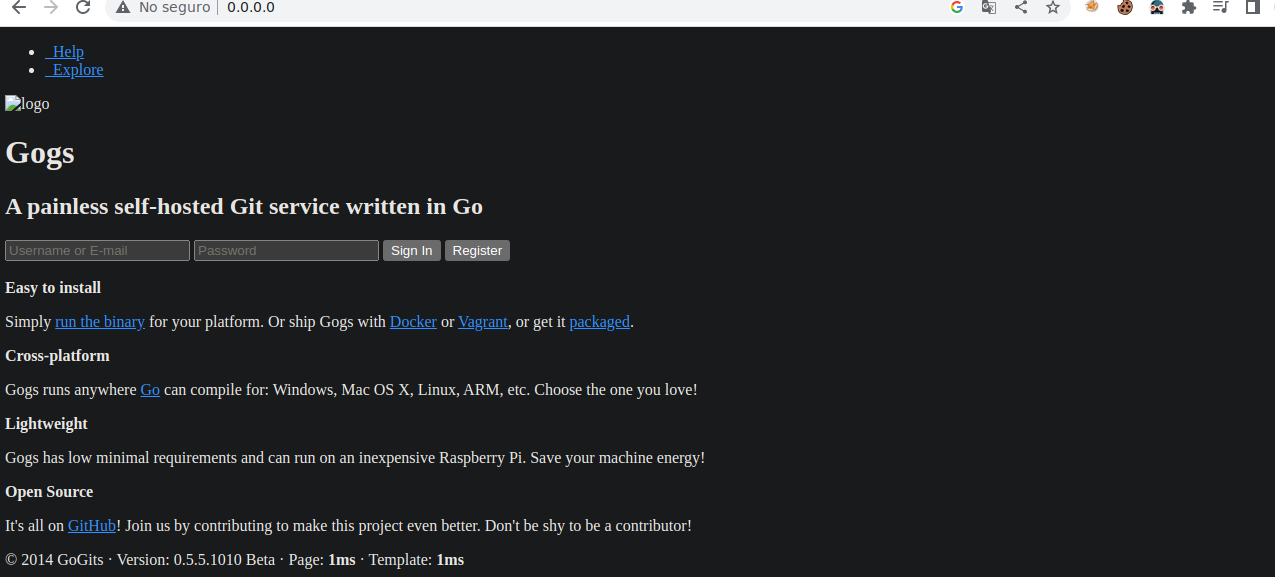 No seguro | 0.0.0.0
Help
Explore
logo
Gogs
A painless self-hosted Git service written in Go
Username or E-mail Password Sign In Register
Easy to install
Simply run the binary for your platform. Or ship Gogs with Docker or Vagrant, or get it packaged.
Cross-platform
Gogs runs anywhere Go can compile for: Windows, Mac OS X, Linux, ARM, etc. Choose the one you love!
Lightweight
Gogs has low minimal requirements and can run on an inexpensive Raspberry Pi. Save your machine energy!
Open Source
It's all on GitHub! Join us by contributing to make this project even better. Don't be shy to be a contributor!
© 2014 GoGits · Version: 0.5.5.1010 Beta · Page: 1ms · Template: 1ms